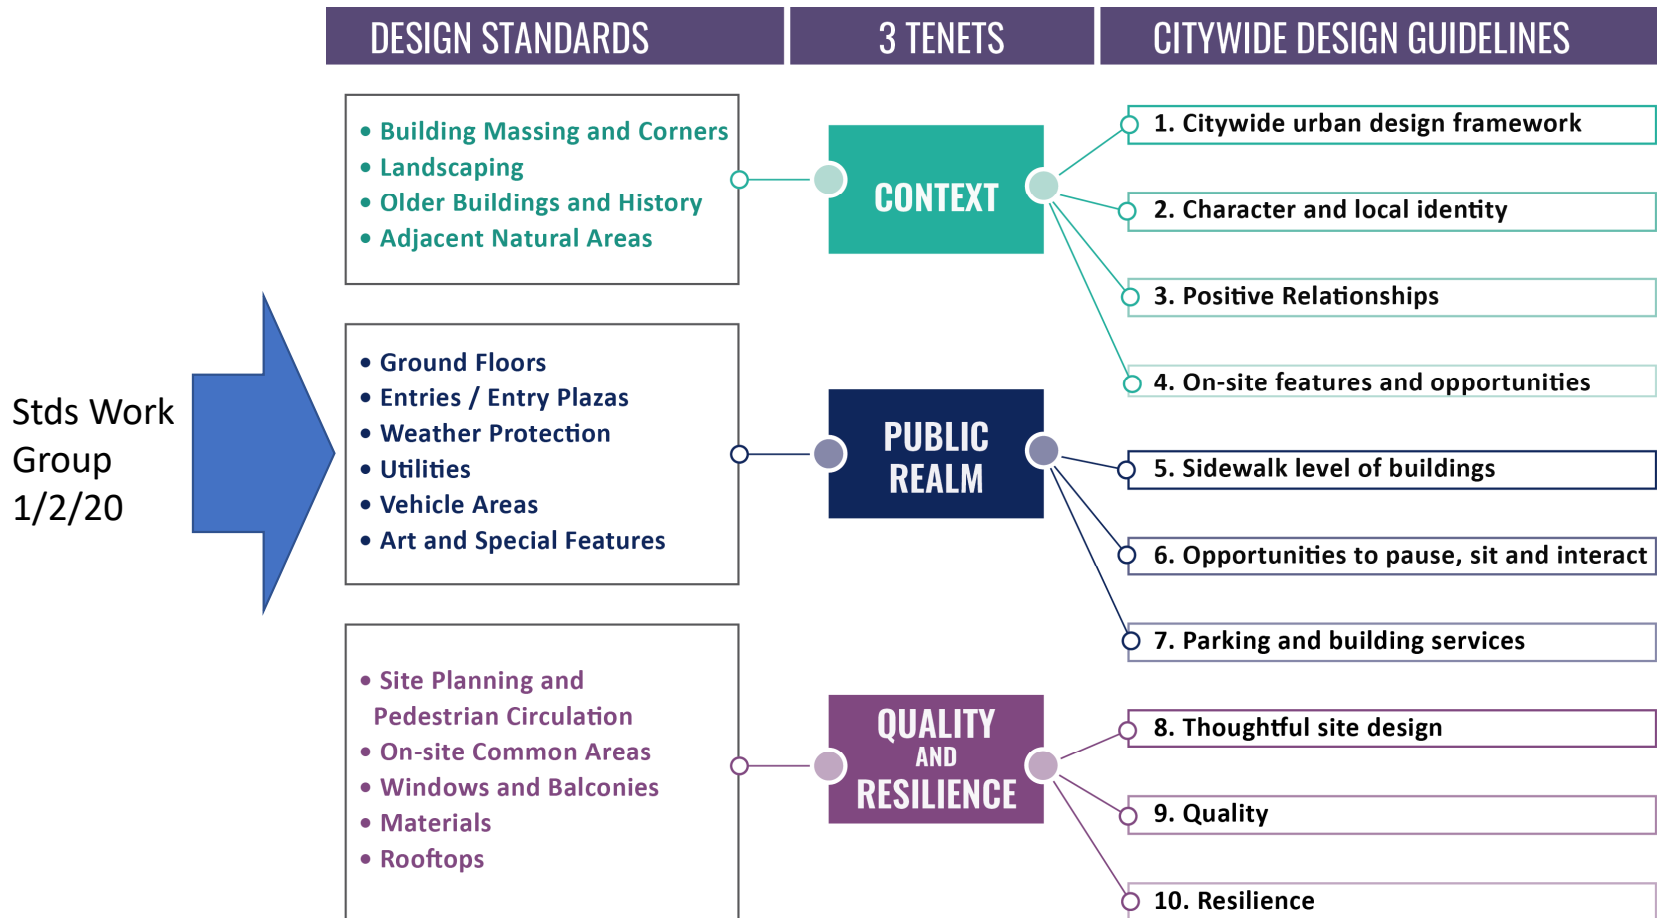 DESIGN STANDARDS
3 TENETS
CITYWIDE DESIGN GUIDELINES
• Building Massing and Corners
• Landscaping
• Older Buildings and History
• Adjacent Natural Areas
CONTEXT
1. Citywide urban design framework
2. Character and local identity
3. Positive Relationships
4. On-site features and opportunities
Stds Work
Group
1/2/20
• Ground Floors
• Entries / Entry Plazas
• Weather Protection
• Utilities
• Vehicle Areas
• Art and Special Features
PUBLIC
REALM
5. Sidewalk level of buildings
6. Opportunities to pause, sit and interact
7. Parking and building services
• Site Planning and
Pedestrian Circulation
• On-site Common Areas
• Windows and Balconies
• Materials
• Rooftops
QUALITY
AND
RESILIENCE
8. Thoughtful site design
9. Quality
10. Resilience